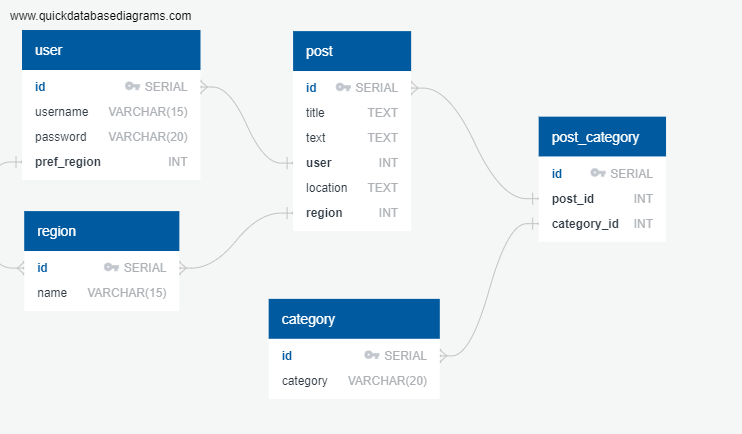 www.quickdatabasediagrams.com
user
id SERIAL
username VARCHAR(15)
password VARCHAR(20)
pref_region INT
post
id SERIAL
title TEXT
text TEXT
user INT
location TEXT
region INT
post_category
id SERIAL
post_id INT
category_id INT
region
id SERIAL
name VARCHAR(15)
category
id SERIAL
category VARCHAR(20)